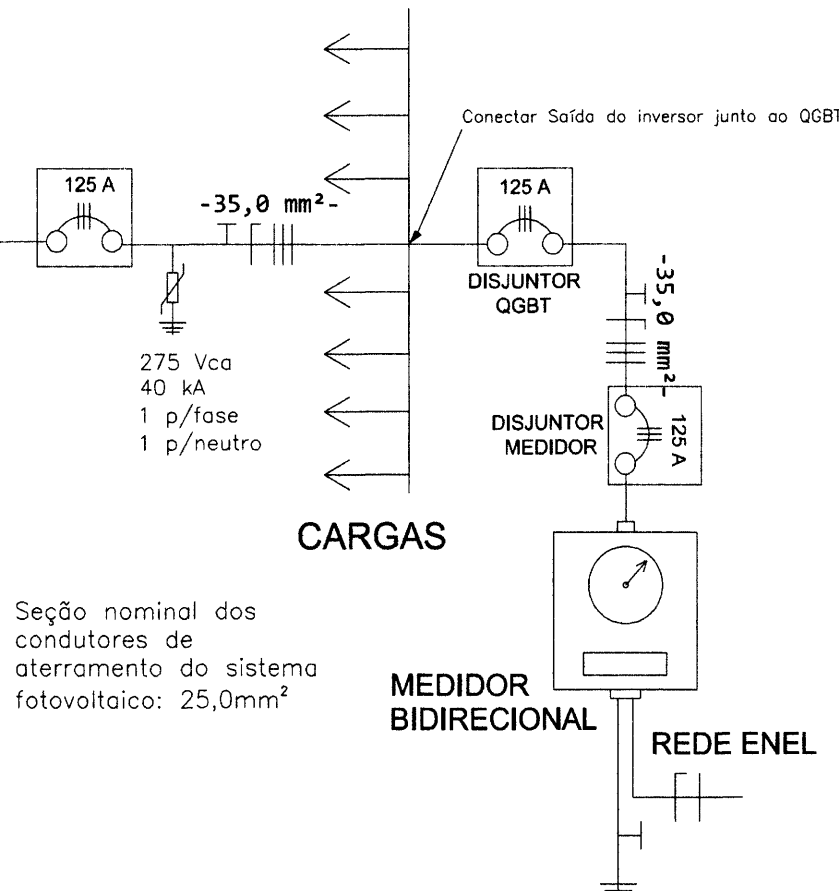 Conectar Saída do inversor junto ao QGBT
125 A
-35,0 mm²-
125 A
DISJUNTOR
QGBT
-35,0 mm²-
275 Vca
40 kA
1 p/fase
1 p/neutro
DISJUNTOR
MEDIDOR
125 A
CARGAS
Seção nominal dos
condutores de
aterramento do sistema
fotovoltaico: 25,0mm²
MEDIDOR
BIDIRECIONAL
REDE ENEL